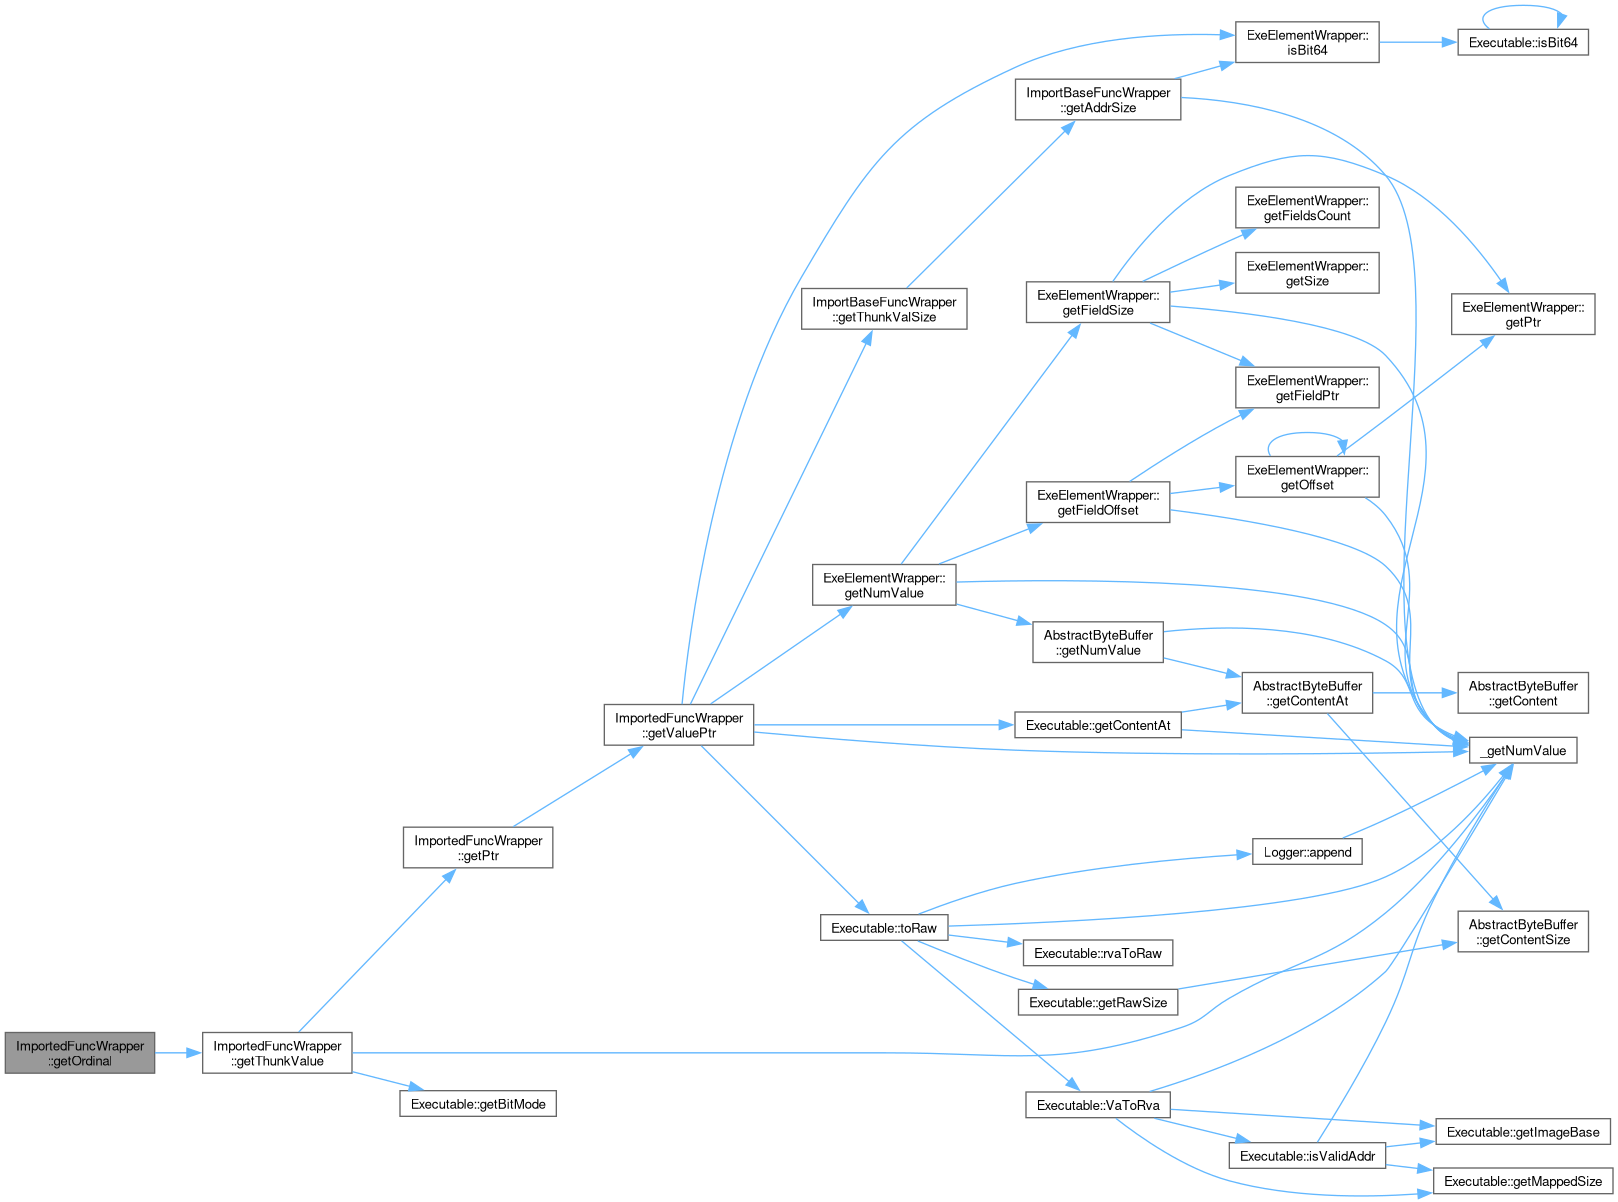 ImportedFuncWrapper
::getOrdinal
ImportedFuncWrapper
::getThunkValue
ImportedFuncWrapper
::getPtr
Executable::getBitMode
ImportedFuncWrapper
::getValuePtr
ImportBaseFuncWrapper
::getThunkValSize
ExeElementWrapper::
getNumValue
Executable::toRaw
ImportBaseFuncWrapper
::getAddrSize
ExeElementWrapper::
getFieldSize
ExeElementWrapper::
getFieldOffset
AbstractByteBuffer
::getNumValue
Executable::getContentAt
Executable::rvaToRaw
Executable::getRawSize
Executable::VaToRva
ExeElementWrapper::
isBit64
ExeElementWrapper::
getFieldsCount
ExeElementWrapper::
getSize
ExeElementWrapper::
getFieldPtr
ExeElementWrapper::
getOffset
AbstractByteBuffer
::getContentAt
Logger::append
Executable::isValidAddr
Executable::isBit64
ExeElementWrapper::
getPtr
AbstractByteBuffer
::getContent
_getNumValue
AbstractByteBuffer
::getContentSize
Executable::getImageBase
Executable::getMappedSize